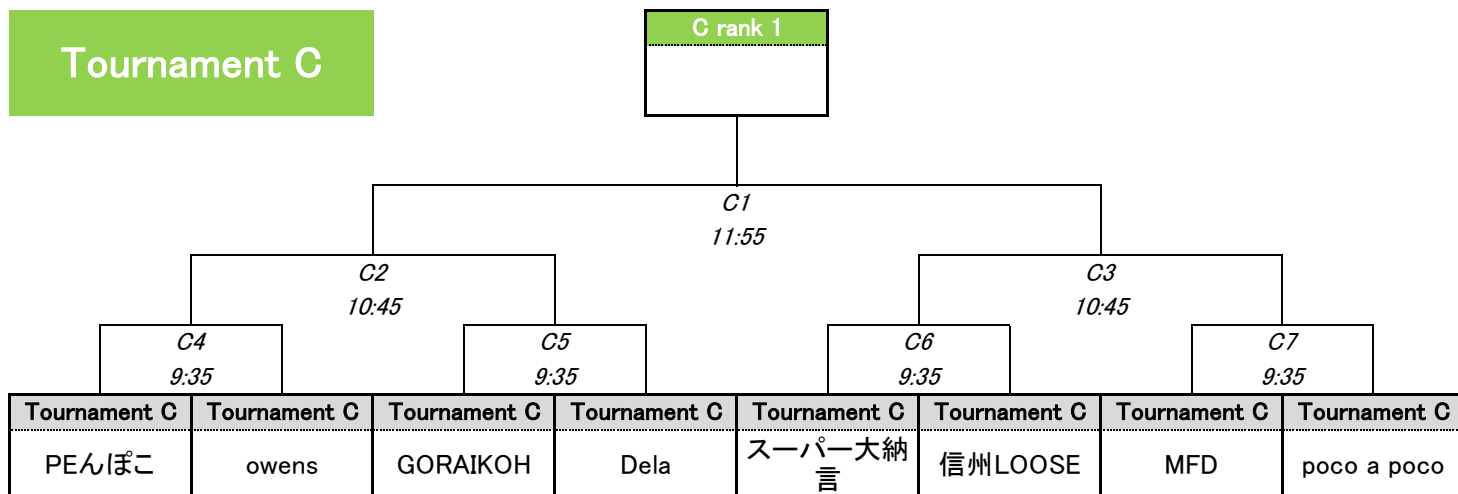 Tournament C
C rank 1
C1
11:55
C2
C3
10:45
10:45
C4
C5
C6
C7
9:35
9:35
9:35
9:35
Tournament C
Tournament C
Tournament C
Tournament C
Tournament C
Tournament C
Tournament C
Tournament C
PEんぽこ
owens
GORAIKOH
Dela
スーパー大納
言
信州LOOSE
MFD
poco a poco